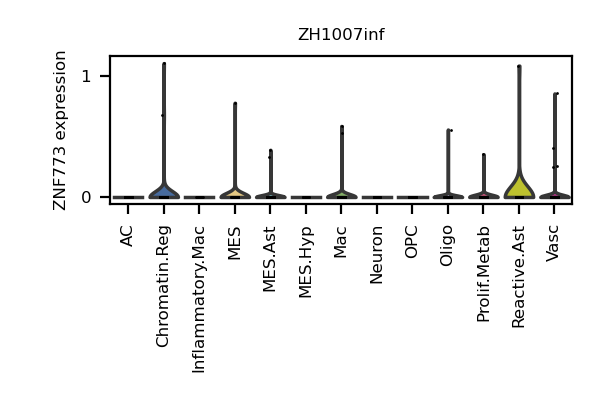 ZH1007inf
ZNF773 expression
1
0
AC
Chromatin.Reg
Inflammatory.Mac
MES
MES.Ast
MES.Hyp
Mac
Neuron
OPC
Oligo
Prolif.Metab
Reactive.Ast
Vasc